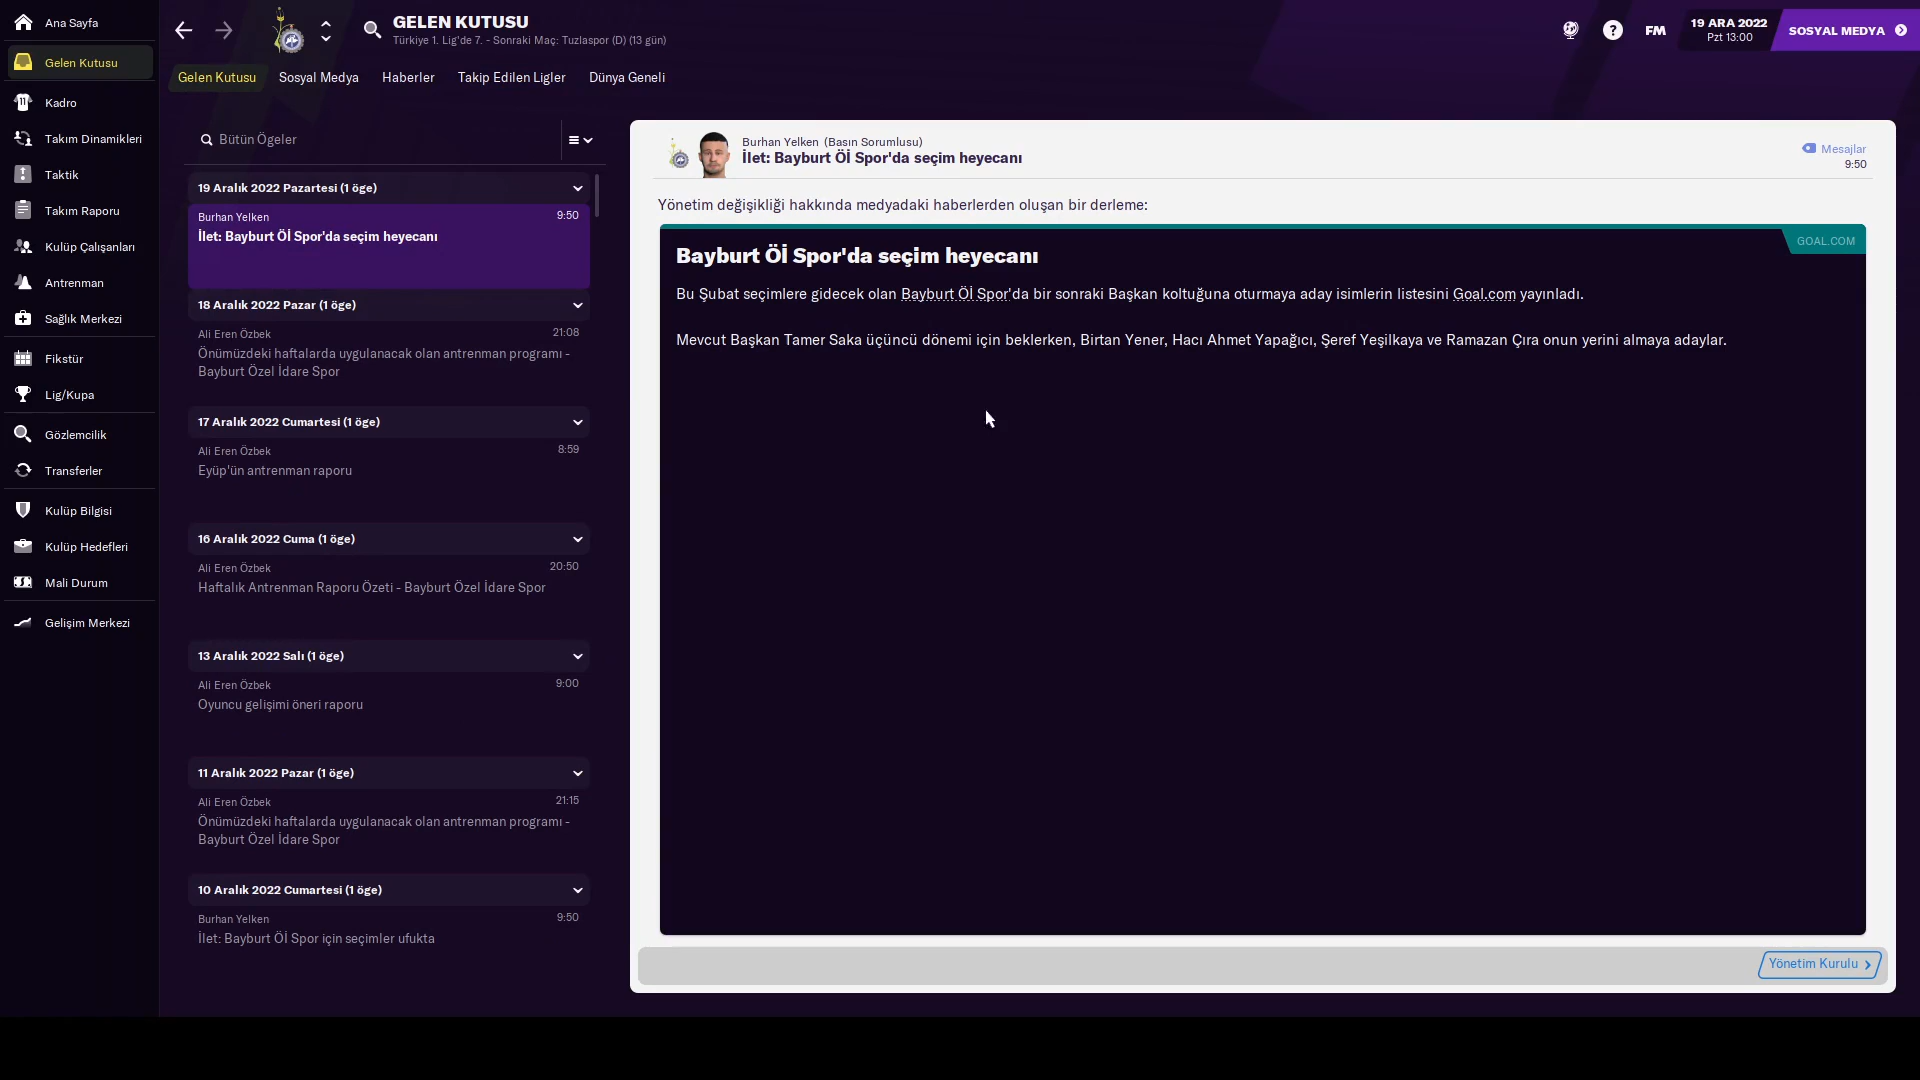 Ana Sayfa
Gelen Kutusu
Kadro
Takım Dinamikleri
Taktik
Takım Raporu
Kulüp Çalışanları
Antrenman
Sağlık Merkezi
Fikstür
Lig/Kupa
Gözlemcilik
Transferler
Kulüp Bilgisi
Kulüp Hedefleri
Mali Durum
Gelişim Merkezi
GELEN KUTUSU
Türkiye 1. Lig'de 7. - Sonraki Maç: Tuzlaspor (D) (13 gün)
?
FM
19 ARA 2022
Pzt 13:00
SOSYAL MEDYA
Gelen Kutusu
Sosyal Medya
Haberler
Takip Edilen Ligler
Dünya Geneli
Bütün Ögeler
19 Aralık 2022 Pazartesi (1 öge)
Burhan Yelken 9:50
İlet: Bayburt Öİ Spor'da seçim heyecanı
18 Aralık 2022 Pazar (1 öge)
Ali Eren Özbek 21:08
Önümüzdeki haftalarda uygulanacak olan antrenman programı -
Bayburt Özel İdare Spor
17 Aralık 2022 Cumartesi (1 öge)
Ali Eren Özbek 8:59
Eyüp'ün antrenman raporu
16 Aralık 2022 Cuma (1 öge)
Ali Eren Özbek 20:50
Haftalık Antrenman Raporu Özeti - Bayburt Özel İdare Spor
13 Aralık 2022 Salı (1 öge)
Ali Eren Özbek 9:00
Oyuncu gelişimi öneri raporu
11 Aralık 2022 Pazar (1 öge)
Ali Eren Özbek 21:15
Önümüzdeki haftalarda uygulanacak olan antrenman programı -
Bayburt Özel İdare Spor
10 Aralık 2022 Cumartesi (1 öge)
Burhan Yelken 9:50
İlet: Bayburt Öİ Spor için seçimler ufukta
Burhan Yelken (Basın Sorumlusu)
İlet: Bayburt Öİ Spor'da seçim heyecanı
Mesajlar
9:50
Yönetim değişikliği hakkında medyadaki haberlerden oluşan bir derleme:
GOAL.COM
Bayburt Öİ Spor'da seçim heyecanı
Bu Şubat seçimlere gidecek olan Bayburt Öİ Spor'da bir sonraki Başkan koltuğuna oturmaya aday isimlerin listesini Goal.com yayınladı.
Mevcut Başkan Tamer Saka üçüncü dönemi için beklerken, Birtan Yener, Hacı Ahmet Yapağıcı, Şeref Yeşilkaya ve Ramazan Çıra onun yerini almaya adaylar.
Yönetim Kurulu